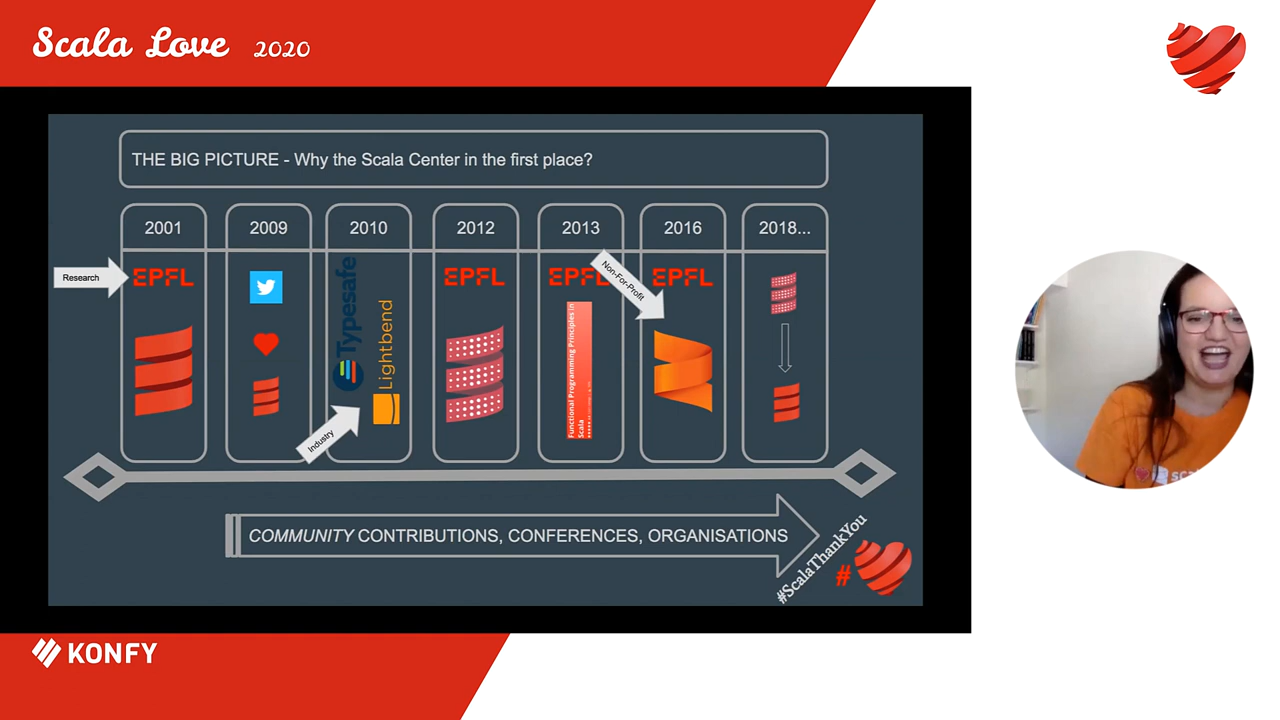 Scala Love 2020
THE BIG PICTURE - Why the Scala Center in the first place?
2001
2009
2010
2012
2013
2016
2018...
Research
EPFL
Typesafe
Lightbend
Industry
EPFL
EPFL
Functional Programming Principles in
Scala
Non-For-Profit
EPFL
COMMUNITY CONTRIBUTIONS, CONFERENCES, ORGANISATIONS
#ScalaThankYou
#
KONFY
scal